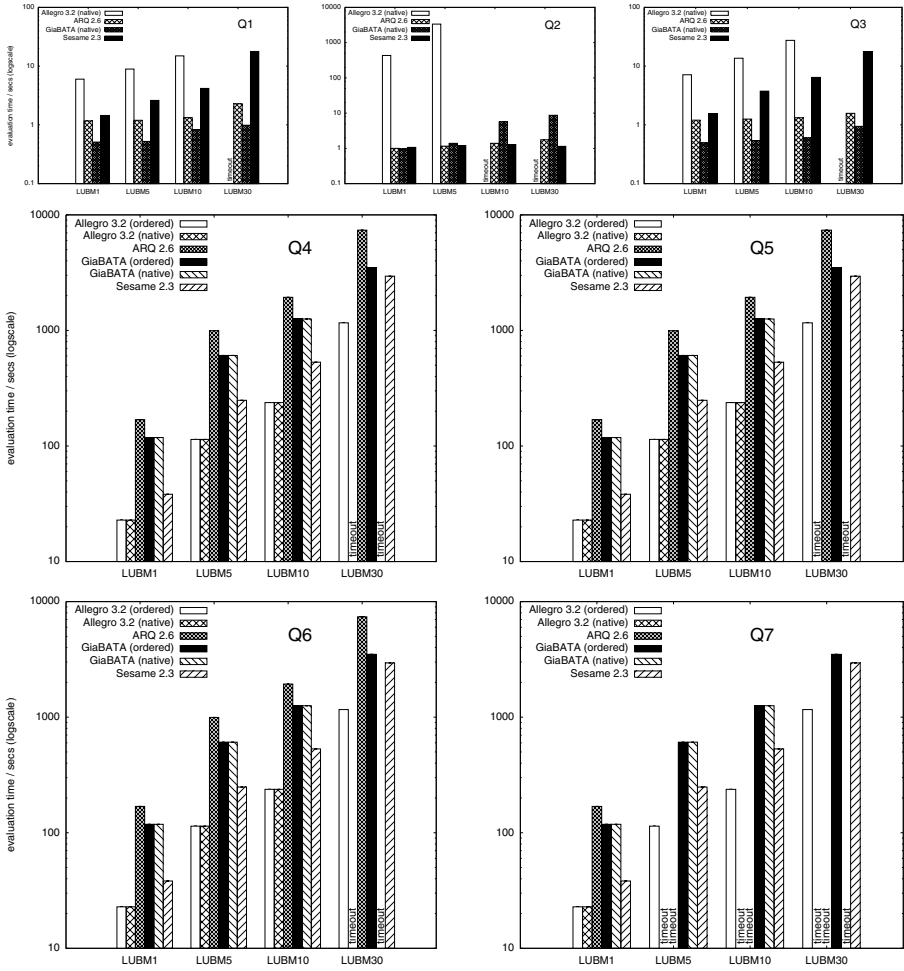 100
10
1
0.1
evaluation time / secs (logscale)
Allegro 3.2 (native)
ARQ 2.6
GiaBATA (native)
Sesame 2.3
Q1
timeout
LUBM1 LUBM5 LUBM10 LUBM30
10000
1000
100
10
1
0.1
Allegro 3.2 (native)
ARQ 2.6
GiaBATA (native)
Sesame 2.3
Q2
timeout
timeout
LUBM1 LUBM5 LUBM10 LUBM30
100
10
1
0.1
Allegro 3.2 (native)
ARQ 2.6
GiaBATA (native)
Sesame 2.3
Q3
timeout
LUBM1 LUBM5 LUBM10 LUBM30
10000
1000
100
10
evaluation time / secs (logscale)
Allegro 3.2 (ordered)
Allegro 3.2 (native)
ARQ 2.6
GiaBATA (ordered)
GiaBATA (native)
Sesame 2.3
Q4
timeout
timeout
LUBM1 LUBM5 LUBM10 LUBM30
10000
1000
100
10
Allegro 3.2 (ordered)
Allegro 3.2 (native)
ARQ 2.6
GiaBATA (ordered)
GiaBATA (native)
Sesame 2.3
Q5
timeout
timeout
LUBM1 LUBM5 LUBM10 LUBM30
10000
1000
100
10
evaluation time / secs (logscale)
Allegro 3.2 (ordered)
Allegro 3.2 (native)
ARQ 2.6
GiaBATA (ordered)
GiaBATA (native)
Sesame 2.3
Q6
timeout
timeout
LUBM1 LUBM5 LUBM10 LUBM30
10000
1000
100
10
Allegro 3.2 (ordered)
Allegro 3.2 (native)
ARQ 2.6
GiaBATA (ordered)
GiaBATA (native)
Sesame 2.3
Q7
timeout
timeout
timeout
timeout
timeout
timeout
timeout
LUBM1 LUBM5 LUBM10 LUBM30